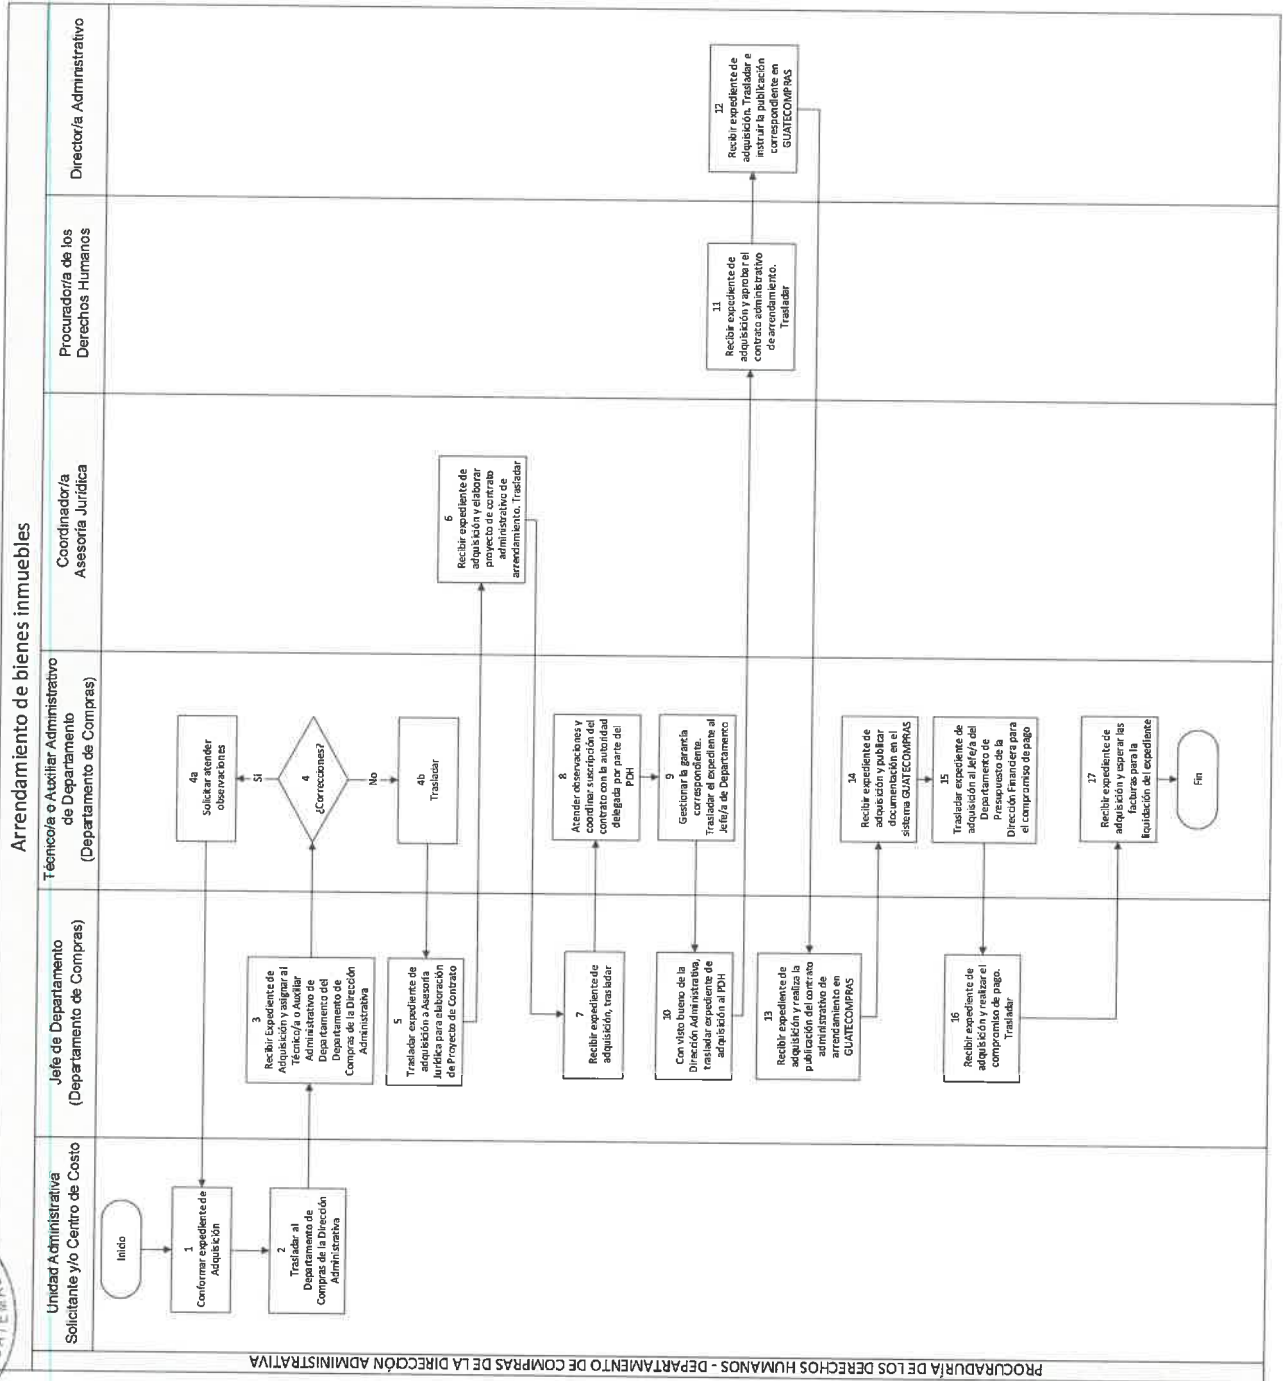 Arrendamiento de bienes inmuebles
Unidad Administrativa
Solicitante y/o Centro de Costo
Jefe de Departamento
(Departamento de Compras)
Técnico/a o Auxiliar Administrativo
de Departamento
(Departamento de Compras)
Coordinador/a
Asesoría Jurídica
Procurador/a de los
Derechos Humanos
Director/a Administrativo
PROCURADURÍA DE LOS DERECHOS HUMANOS - DEPARTAMENTO DE COMPRAS DE LA DIRECCIÓN ADMINISTRATIVA
Inicio
1
Conformar expediente de
Adquisición
2
Trasladar al
Departamento de
Compras de la Dirección
Administrativa
3
Recibir Expediente de
Adquisición y asignar al
Técnico/a o Auxiliar
Administrativo de
Departamento del
Departamento de
Compras de la Dirección
Administrativa
4
¿Correcciones?
Si
4a
Solicitar atender
observaciones
No
4b
Trasladar
5
Trasladar expediente de
adquisición a Asesoría
Jurídica para elaboración
de Proyecto de Contrato
6
Recibir expediente de
adquisición y elaborar
proyecto de contrato
administrativo de
arrendamiento. Trasladar
7
Recibir expediente de
adquisición, trasladar
8
Atender observaciones y
coordinar suscripción del
contrato con la autoridad
delegada por parte del
PDH
9
Gestionar la garantía
correspondiente.
Trasladar el expediente al
Jefe/a de Departamento
10
Con visto bueno de la
Dirección Administrativa,
trasladar expediente de
adquisición al PDH
11
Recibir expediente de
adquisición y aprobar el
contrato administrativo
de arrendamiento.
Trasladar
12
Recibir expediente de
adquisición. Trasladar e
instruir la publicación
correspondiente en
GUATECOMPRAS
13
Recibir expediente de
adquisición y realiza la
publicación del contrato
administrativo de
arrendamiento en
GUATECOMPRAS
14
Recibir expediente de
adquisición y publicar
documentación en el
sistema GUATECOMPRAS
15
Trasladar expediente de
adquisición al Jefe/a del
Departamento de
Presupuesto de la
Dirección Financiera para
el compromiso de pago
16
Recibir expediente de
adquisición y realizar el
compromiso de pago.
Trasladar
17
Recibir expediente de
adquisición y esperar las
facturas para la
liquidación del expediente
Fin